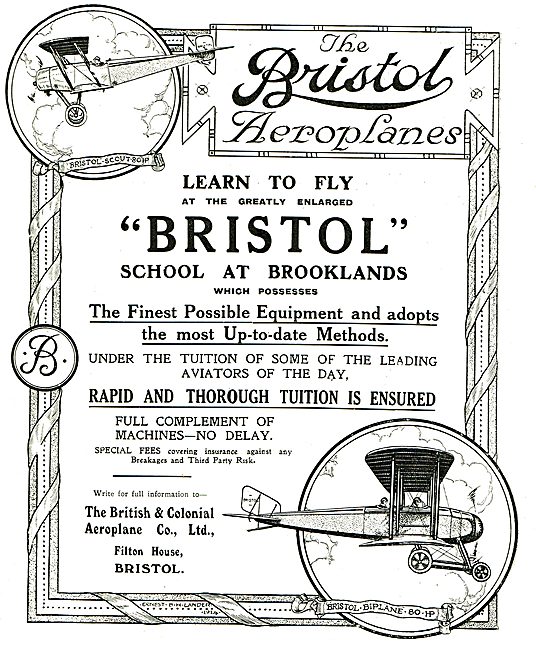 The
Bristol
Aeroplanes
BRISTOL·SCOUT·80 HP
LEARN TO FLY
AT THE GREATLY ENLARGED
"BRISTOL"
SCHOOL AT BROOKLANDS
WHICH POSSESSES
The Finest Possible Equipment and adopts
the most Up-to-date Methods.
B
UNDER THE TUITION OF SOME OF THE LEADING
AVIATORS OF THE DAY,
RAPID AND THOROUGH TUITION IS ENSURED
FULL COMPLEMENT OF
MACHINES—NO DELAY.
SPECIAL FEES covering insurance against any
Breakages and Third Party Risk.
Write for full information to—
The British & Colonial
Aeroplane Co., Ltd.,
Filton House,
BRISTOL.
ERNEST·B·H·LANDER
1914
BRISTOL·BIPLANE·80·HP